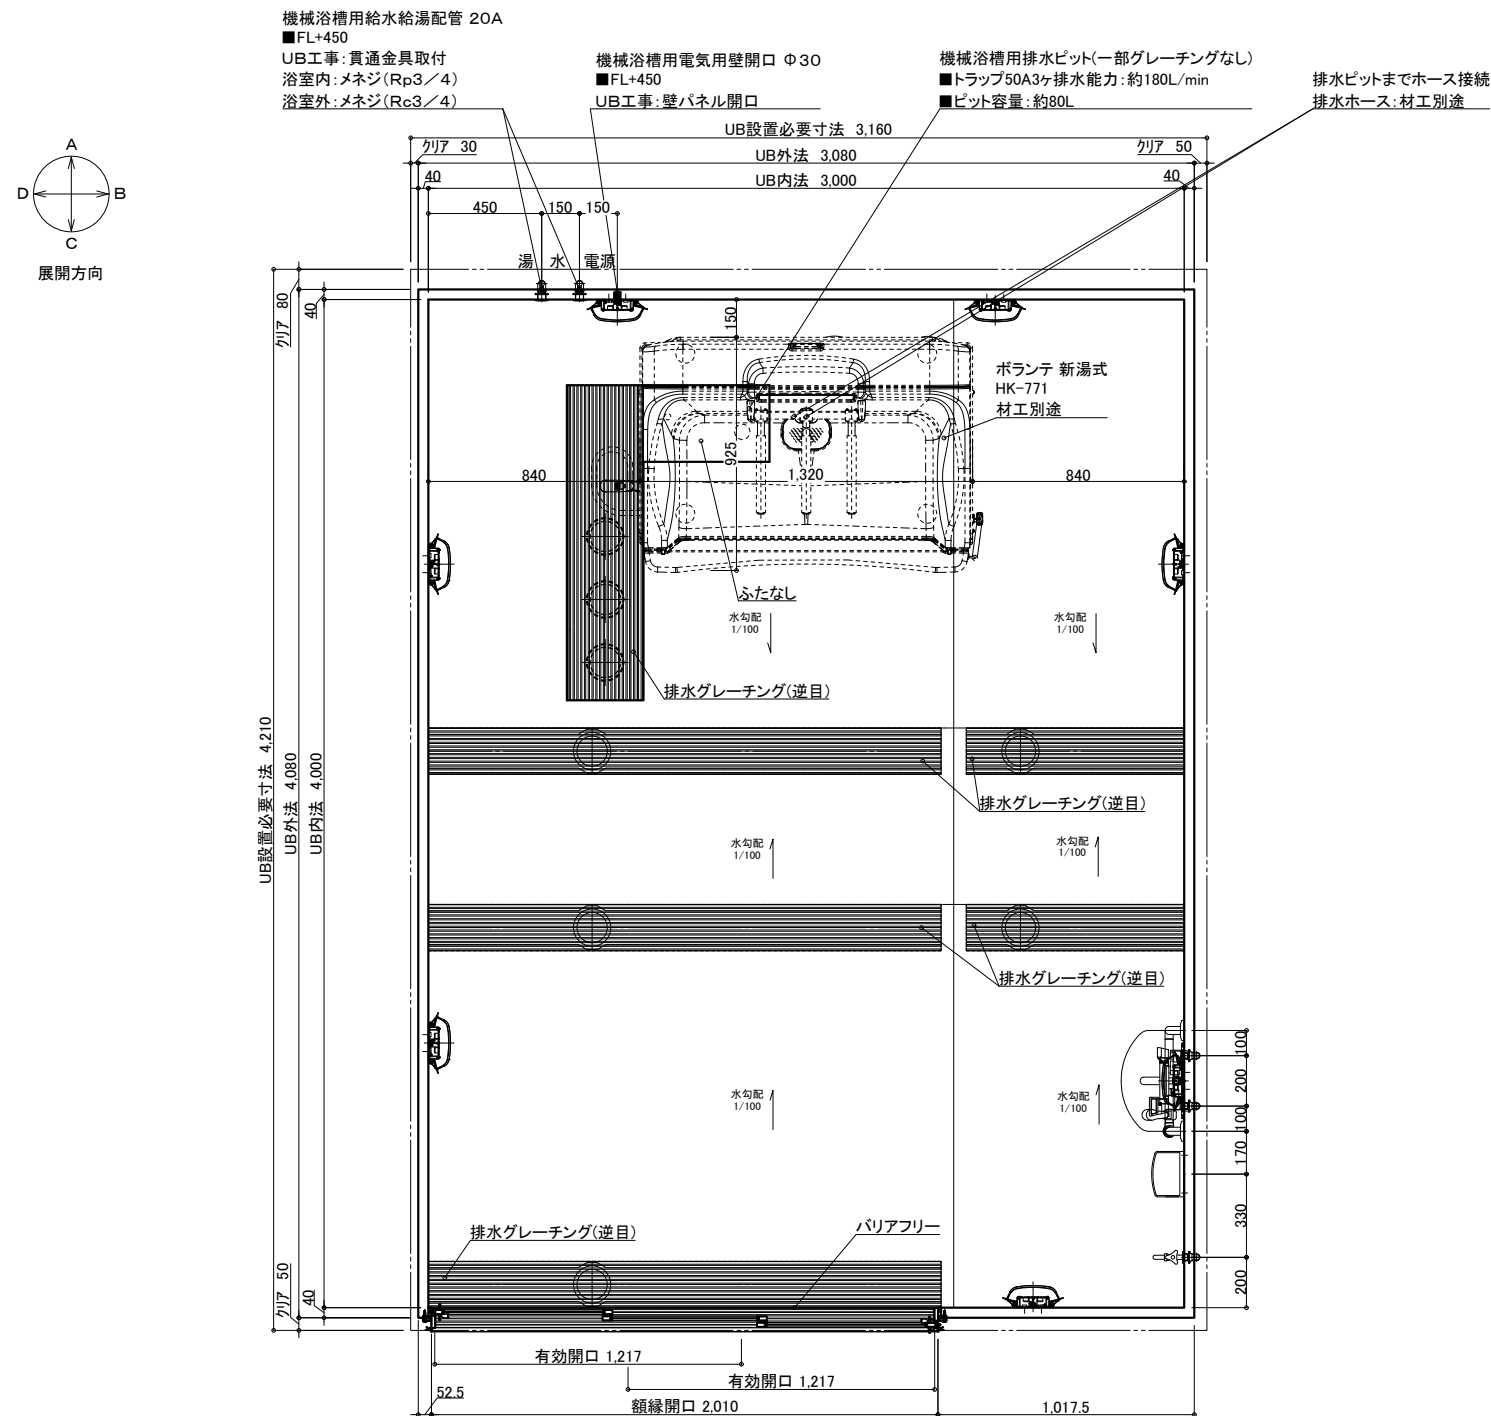 機械浴槽用給水給湯配管 20A
■FL+450
UB工事:貫通金具取付
浴室内:メネジ(Rp3/4)
浴室外:メネジ(Rc3/4)
機械浴槽用電気用壁開口 Φ30
■FL+450
UB工事:壁パネル開口
機械浴槽用排水ピット(一部グレーチングなし)
■トラップ50A3ヶ排水能力:約180L/min
■ピット容量:約80L
排水ピットまでホース接続
排水ホース:材工別途
A
D
B
C
展開方向
UB設置必要寸法 3,160
クリア 30
UB外法 3,080
クリア 50
40
UB内法 3,000
40
450
150
150
湯
水
電源
クリア 80
40
150
ボランテ 新湯式
HK-771
材工別途
925
840
1,320
840
ふたなし
水勾配
1/100
水勾配
1/100
排水グレーチング(逆目)
UB設置必要寸法 4,210
UB外法 4,080
UB内法 4,000
排水グレーチング(逆目)
水勾配
1/100
水勾配
1/100
排水グレーチング(逆目)
水勾配
1/100
水勾配
1/100
100
200
100
170
330
200
排水グレーチング(逆目)
バリアフリー
クリア 50
40
有効開口 1,217
有効開口 1,217
52.5
額縁開口 2,010
1,017.5